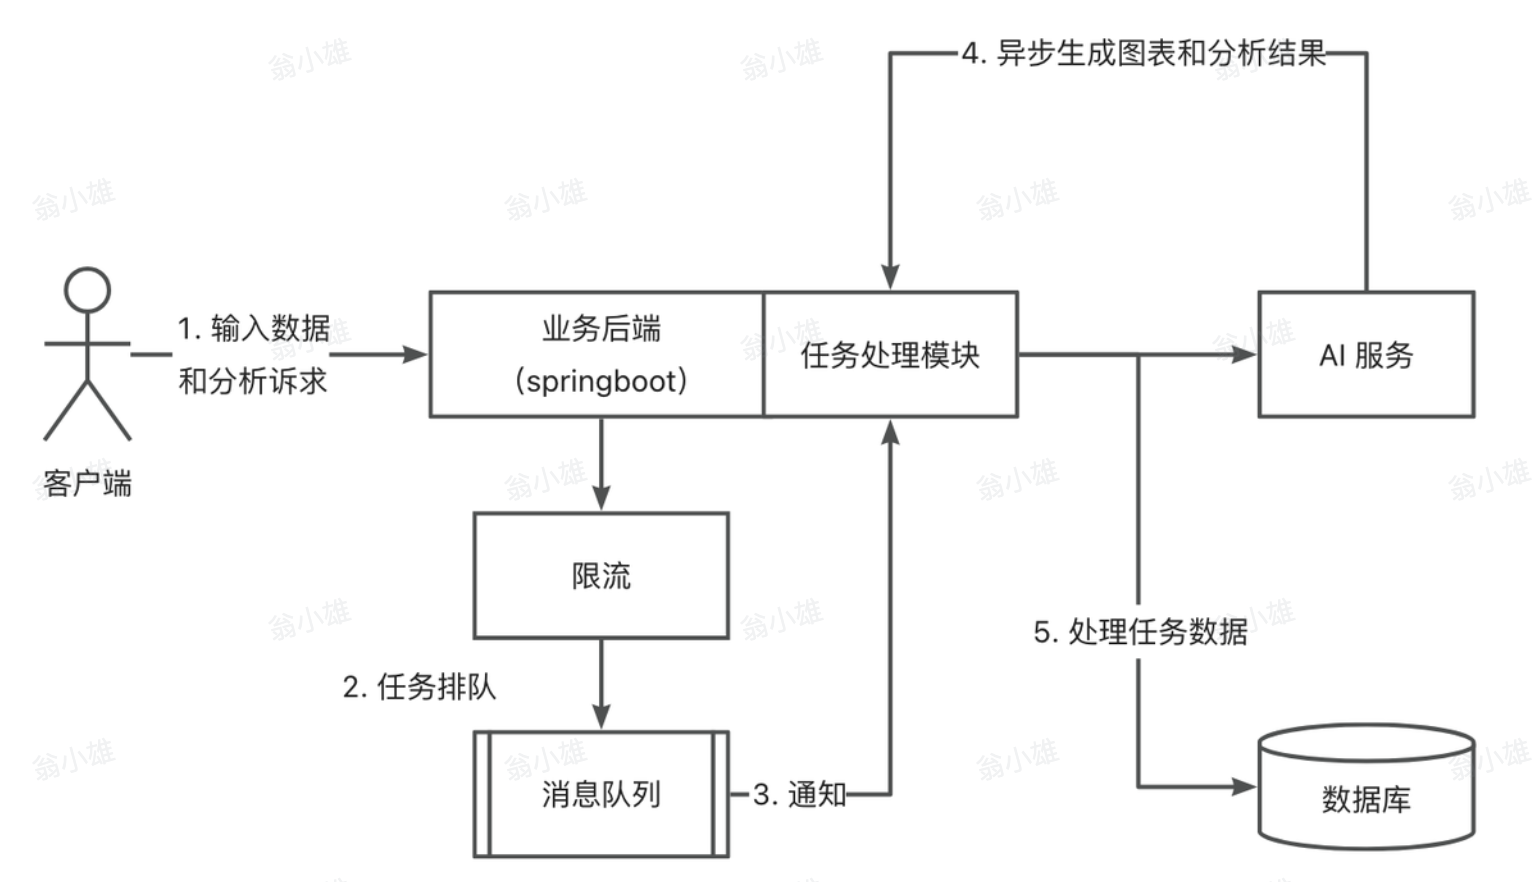 4. 异步生成图表和分析结果
1. 输入数据
和分析诉求
业务后端
（springboot）
任务处理模块
AI 服务
客户端
限流
2. 任务排队
5. 处理任务数据
消息队列
3. 通知
数据库
翁小雄